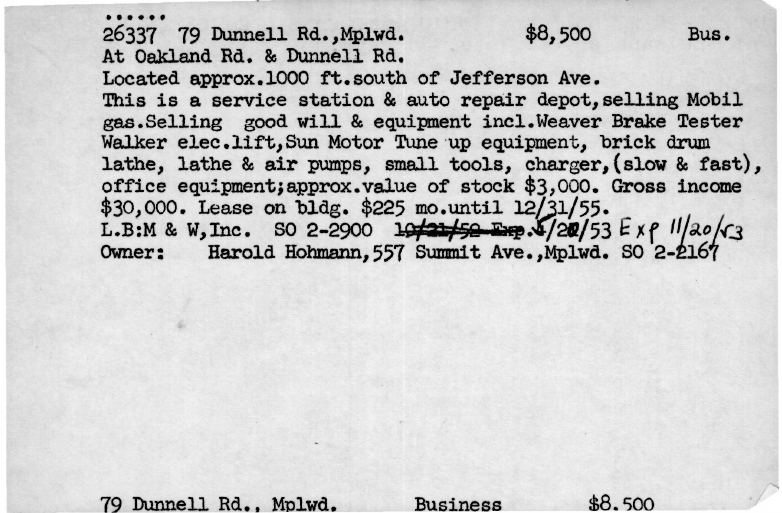 26337 79 Dunnell Rd.,Mplwd. $8,500 Bus.
At Oakland Rd. & Dunnell Rd.
Located approx.1000 ft.south of Jefferson Ave.
This is a service station & auto repair depot,selling Mobil
gas.Selling good will & equipment incl.Weaver Brake Tester
Walker elec.lift,Sun Motor Tune up equipment, brick drum
lathe, lathe & air pumps, small tools, charger,(slow & fast),
office equipment;approx.value of stock $3,000. Gross income
$30,000. Lease on bldg. $225 mo.until 12/31/55.
L.B:M & W,Inc. SO 2-2900 /53 Exp 11/20/53
Owner: Harold Hohmann,557 Summit Ave.,Mplwd. SO 2-2167
79 Dunnell Rd., Mplwd. Business $8,500